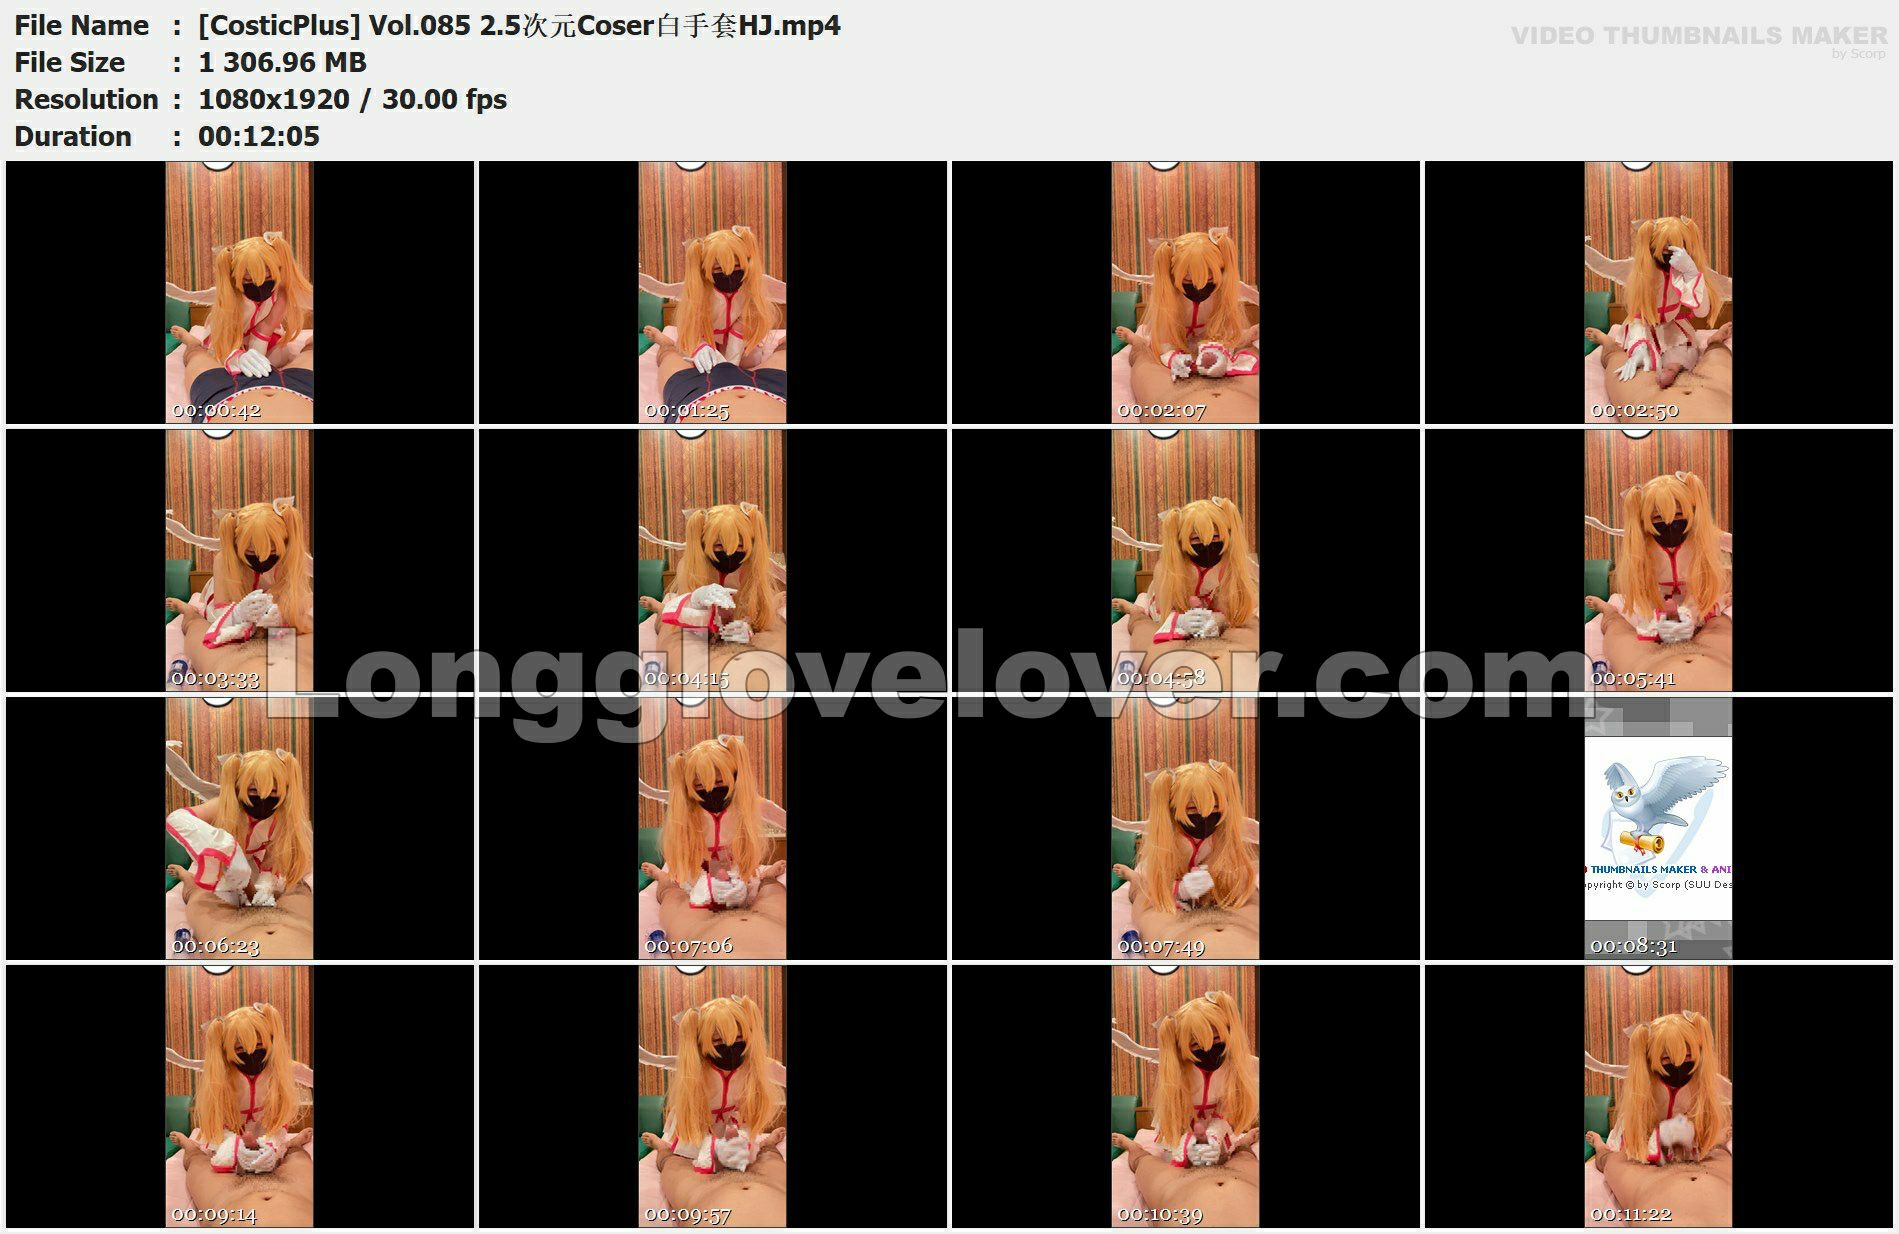 File Name : [CosticPlus] Vol.085 2.5次元Coser白手套HJ.mp4
VIDEO THUMBNAILS MAKER
by Scorp
File Size : 1 306.96 MB
Resolution : 1080x1920 / 30.00 fps
Duration : 00:12:05
00:00:42
00:01:25
00:02:07
00:02:50
00:03:33
00:04:15
00:04:58
00:05:41
Longglovelover.com
THUMBNAILS MAKER & ANI
pyright © by Scorp (SUU Des
00:06:23
00:07:06
00:07:49
00:08:31
00:09:14
00:09:57
00:10:39
00:11:22